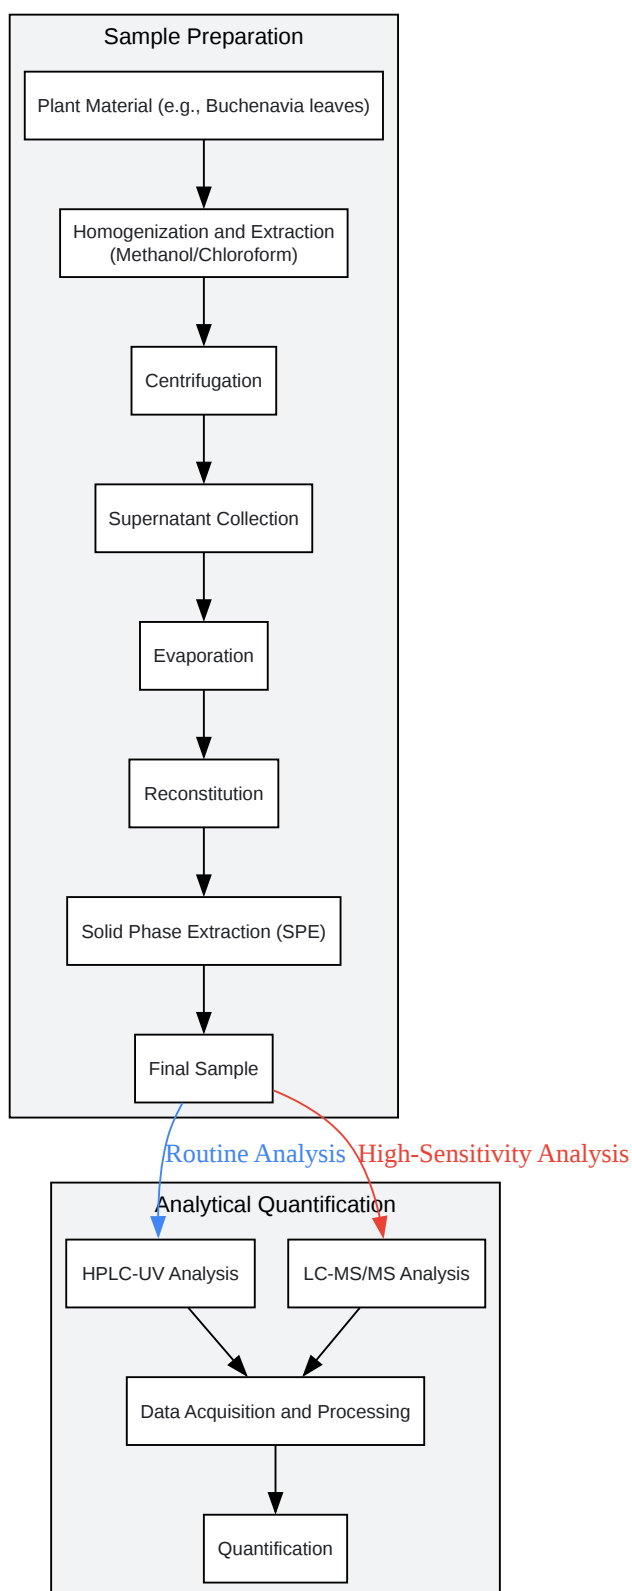 Sample Preparation
Plant Material (e.g., Buchenavia leaves)
Homogenization and Extraction
(Methanol/Chloroform)
Centrifugation
Supernatant Collection
Evaporation
Reconstitution
Solid Phase Extraction (SPE)
Final Sample
Routine Analysis
High-Sensitivity Analysis
Analytical Quantification
HPLC-UV Analysis
LC-MS/MS Analysis
Data Acquisition and Processing
Quantification